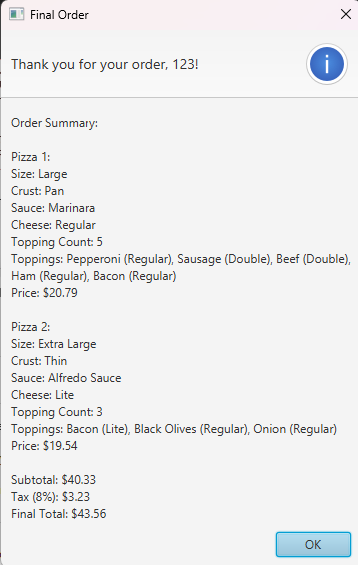 Final Order
Thank you for your order, 123!
Order Summary:
Pizza 1:
Size: Large
Crust: Pan
Sauce: Marinara
Cheese: Regular
Topping Count: 5
Toppings: Pepperoni (Regular), Sausage (Double), Beef (Double),
Ham (Regular), Bacon (Regular)
Price: $20.79
Pizza 2:
Size: Extra Large
Crust: Thin
Sauce: Alfredo Sauce
Cheese: Lite
Topping Count: 3
Toppings: Bacon (Lite), Black Olives (Regular), Onion (Regular)
Price: $19.54
Subtotal: $40.33
Tax (8%): $3.23
Final Total: $43.56
OK